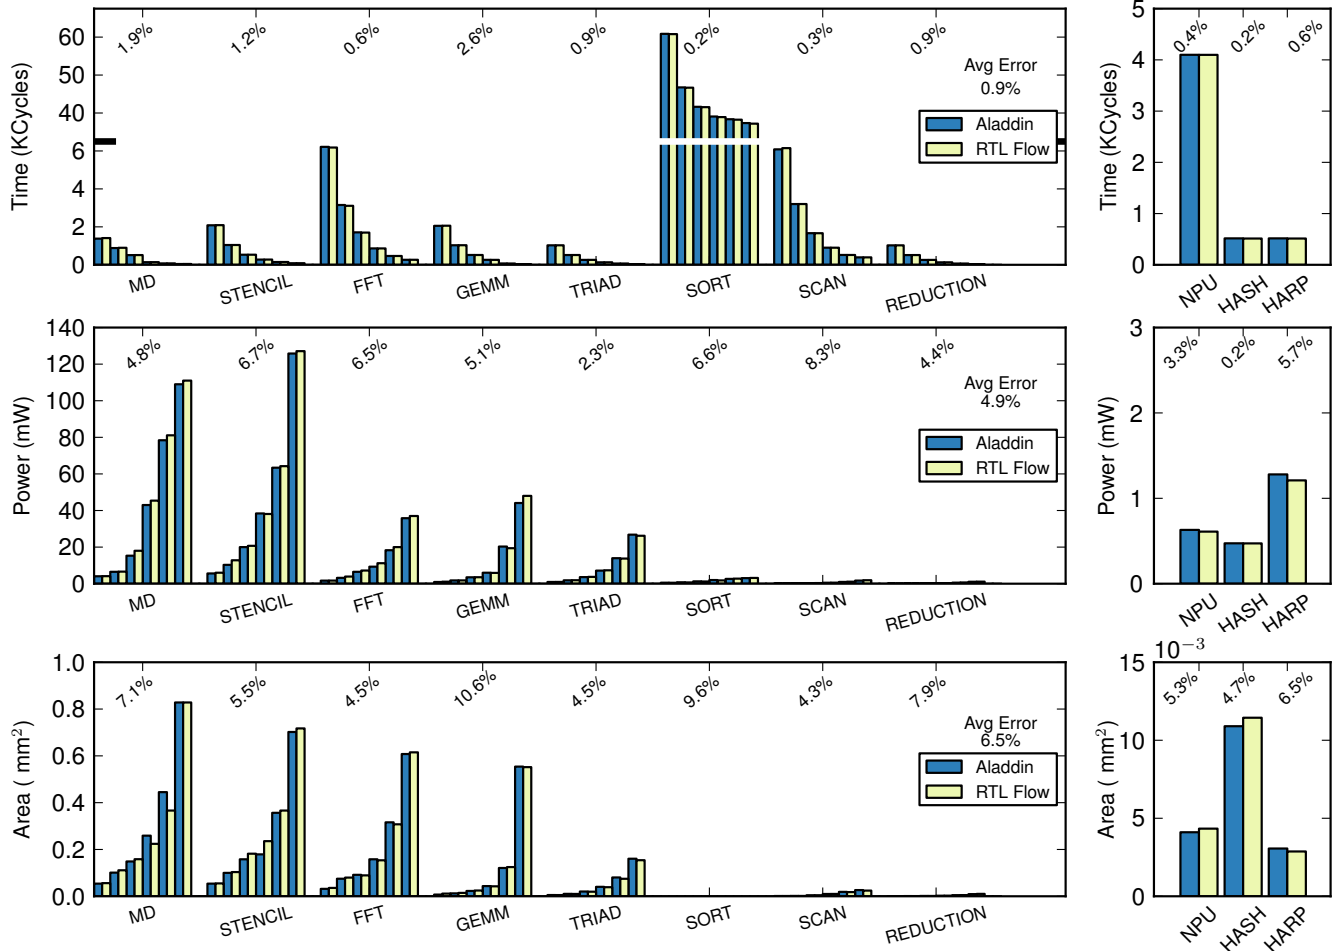 Time (KCycles)
60
50
40
6
4
2
0
1.9%
1.2%
0.6%
2.6%
0.9%
0.2%
0.3%
0.9%
Avg Error
0.9%
Aladdin
RTL Flow
MD
STENCIL
FFT
GEMM
TRIAD
SORT
SCAN
REDUCTION
Time (KCycles)
5
4
3
2
1
0
0.4%
0.2%
0.6%
NPU
HASH
HARP
Power (mW)
140
120
100
80
60
40
20
0
4.8%
6.7%
6.5%
5.1%
2.3%
6.6%
8.3%
4.4%
Avg Error
4.9%
Aladdin
RTL Flow
MD
STENCIL
FFT
GEMM
TRIAD
SORT
SCAN
REDUCTION
Power (mW)
3
2
1
0
3.3%
0.2%
5.7%
NPU
HASH
HARP
Area ( mm²)
1.0
0.8
0.6
0.4
0.2
0.0
7.1%
5.5%
4.5%
10.6%
4.5%
9.6%
4.3%
7.9%
Avg Error
6.5%
Aladdin
RTL Flow
MD
STENCIL
FFT
GEMM
TRIAD
SORT
SCAN
REDUCTION
Area ( mm²)
10⁻³
15
10
5
0
5.3%
4.7%
6.5%
NPU
HASH
HARP